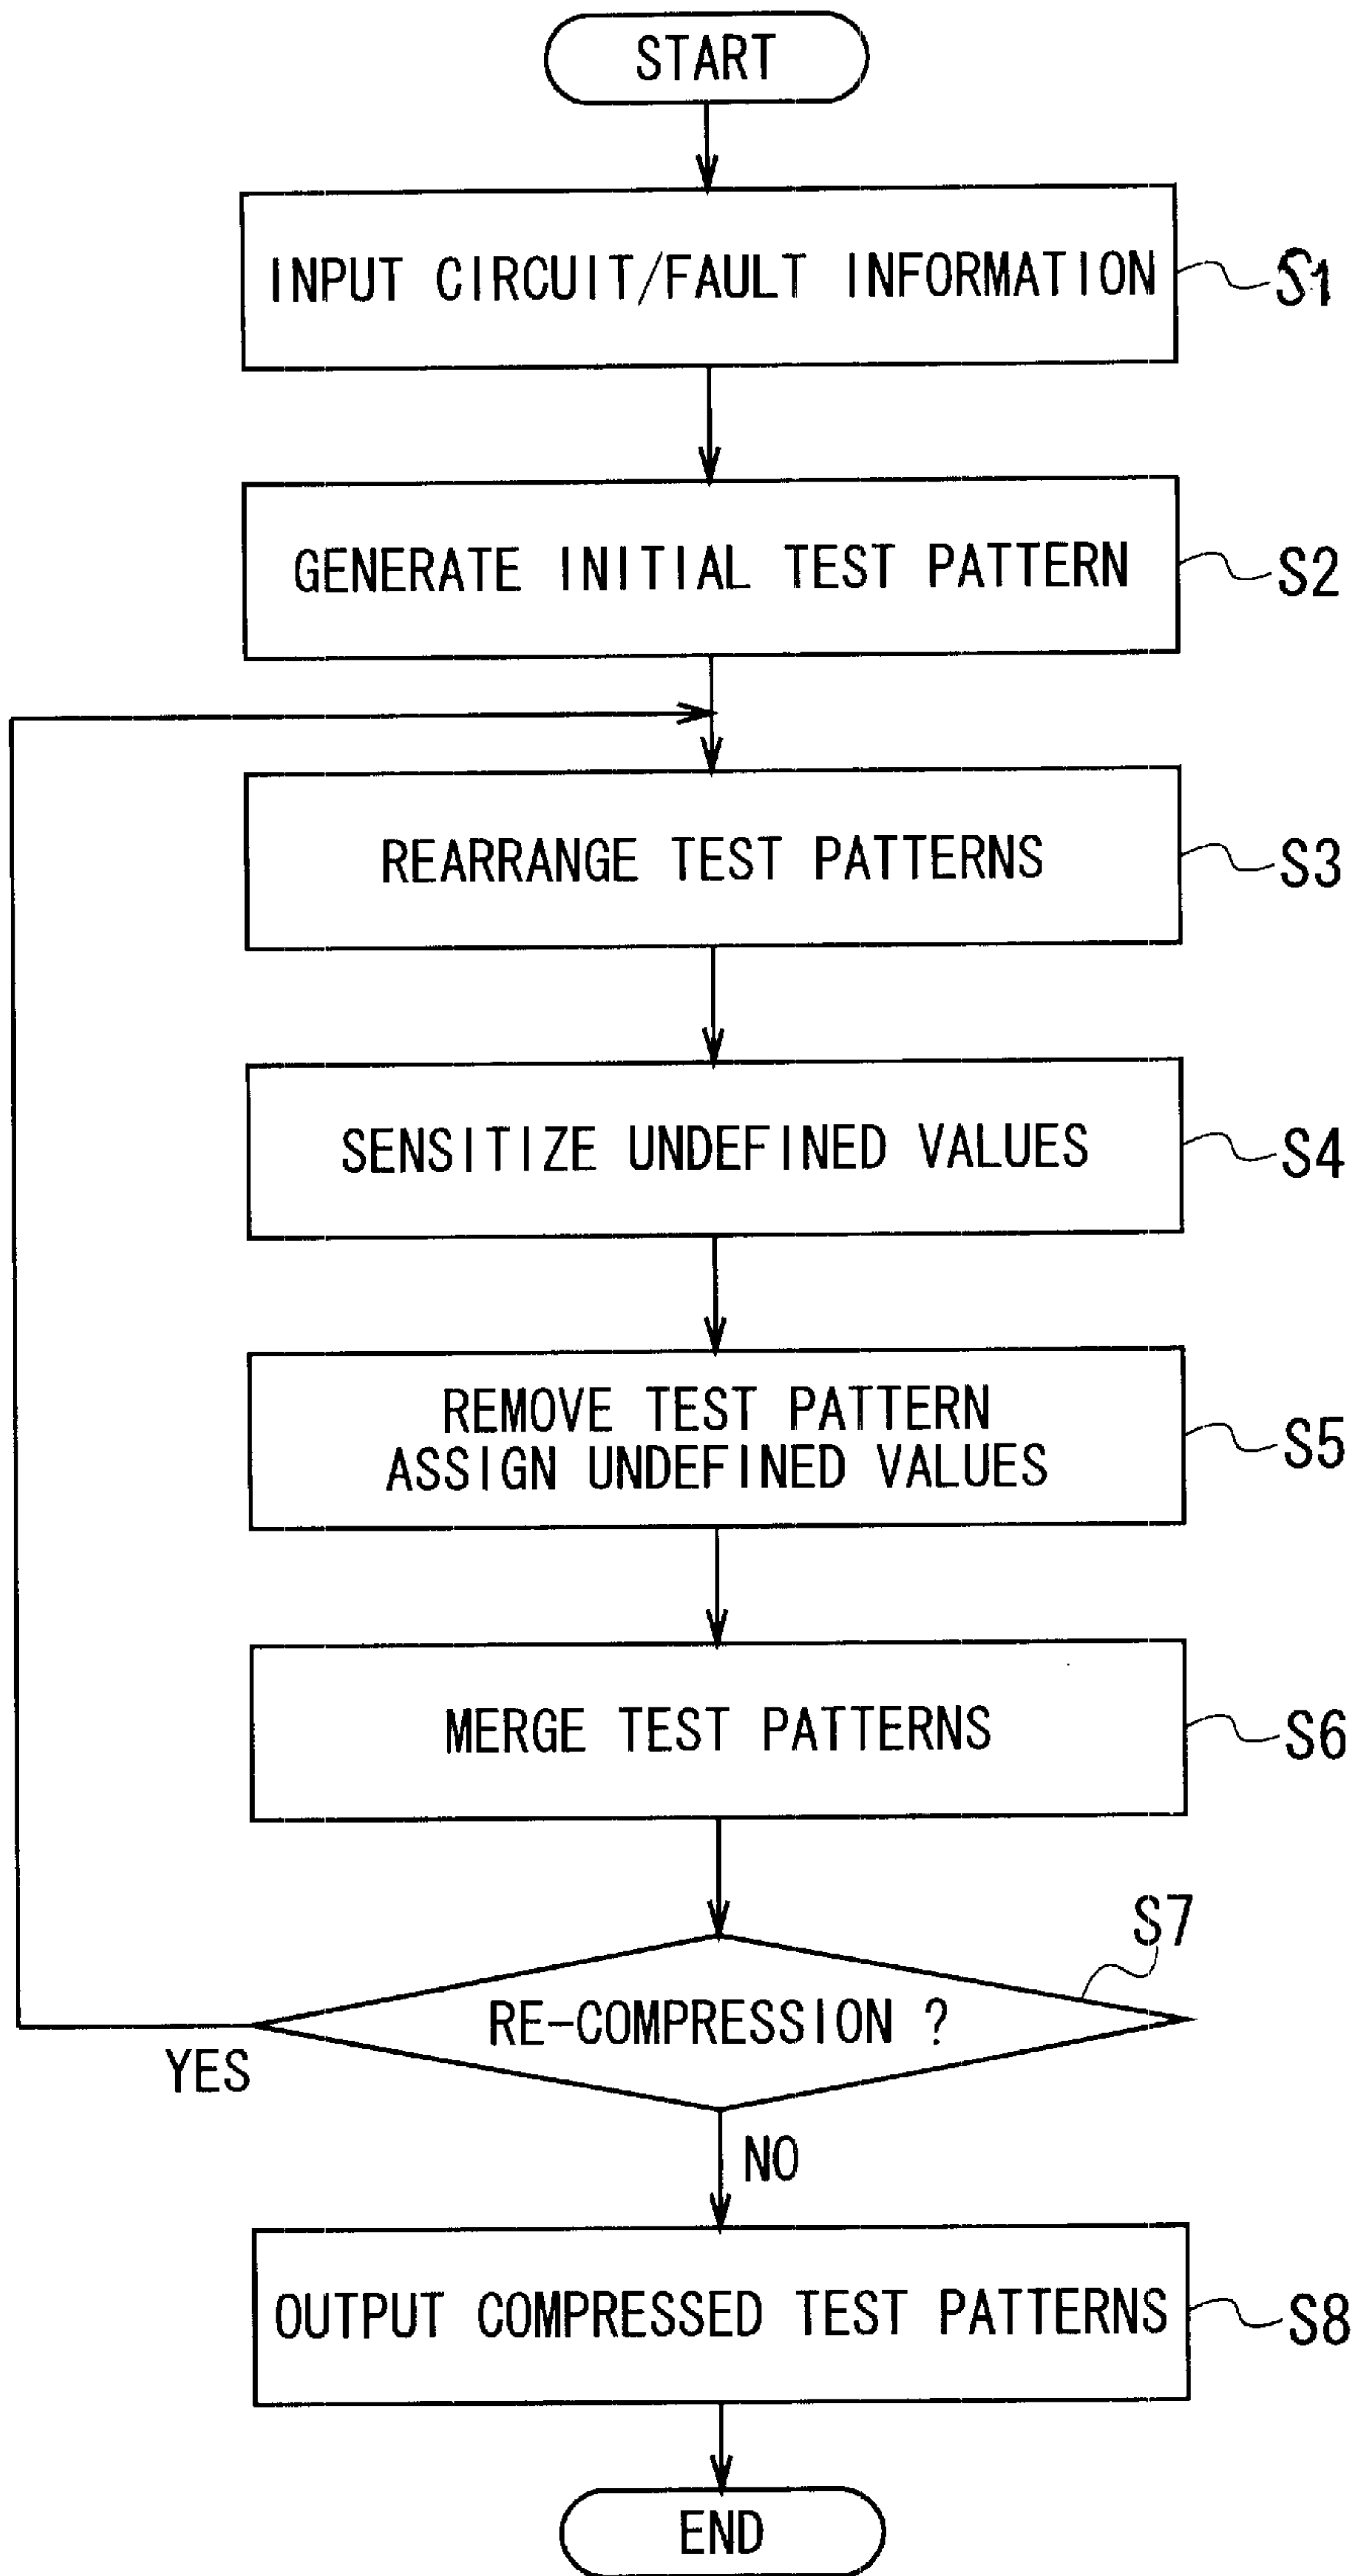 START
INPUT CIRCUIT/FAULT INFORMATION
S1
GENERATE INITIAL TEST PATTERN
S2
REARRANGE TEST PATTERNS
S3
SENSITIZE UNDEFINED VALUES
S4
REMOVE TEST PATTERN
ASSIGN UNDEFINED VALUES
S5
MERGE TEST PATTERNS
S6
S7
RE-COMPRESSION ?
YES
NO
OUTPUT COMPRESSED TEST PATTERNS
S8
END